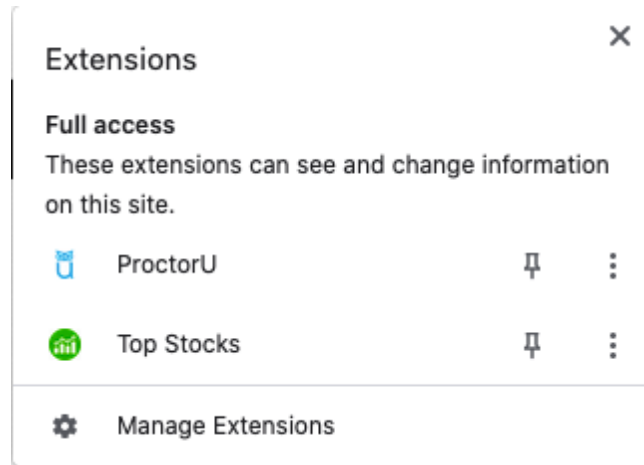 Extensions
Full access
These extensions can see and change information
on this site.
ProctorU
Top Stocks
Manage Extensions